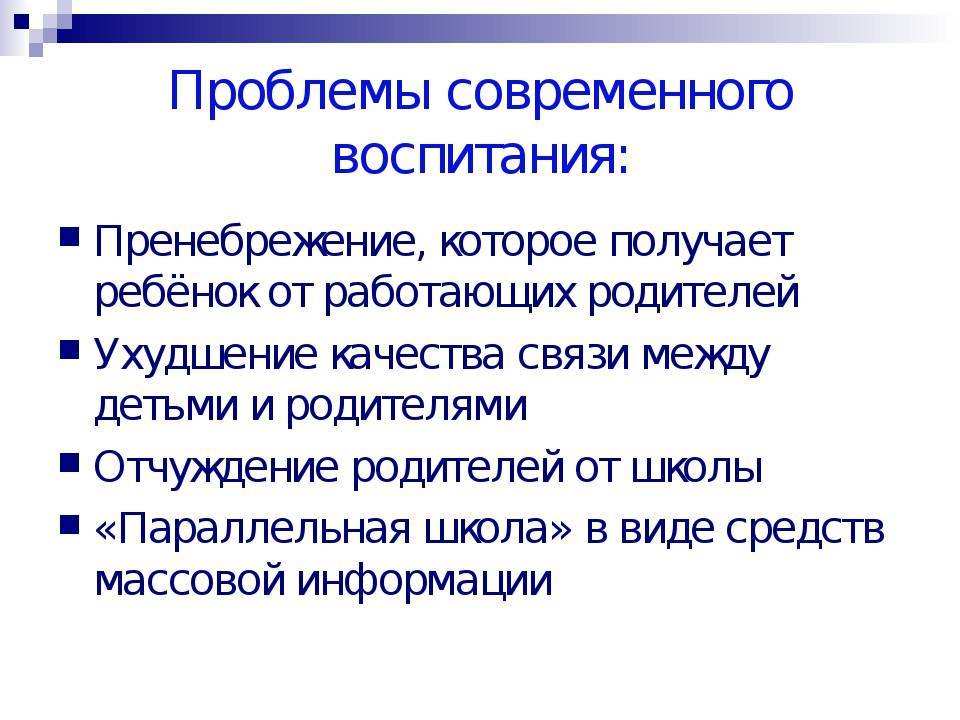 Проблемы современного
воспитания:
Пренебрежение, которое получает
ребёнок от работающих родителей
Ухудшение качества связи между
детьми и родителями
Отчуждение родителей от школы
«Параллельная школа» в виде средств
массовой информации